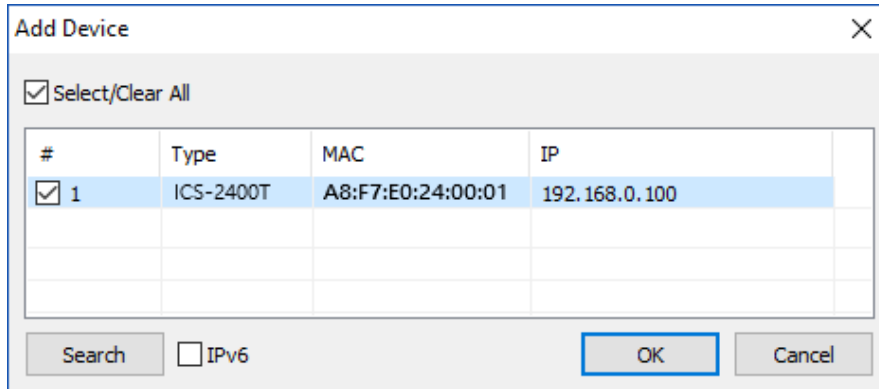 Add Device
Select/Clear All
# Type MAC IP
1 ICS-2400T A8:F7:E0:24:00:01 192.168.0.100
Search IPv6 OK Cancel